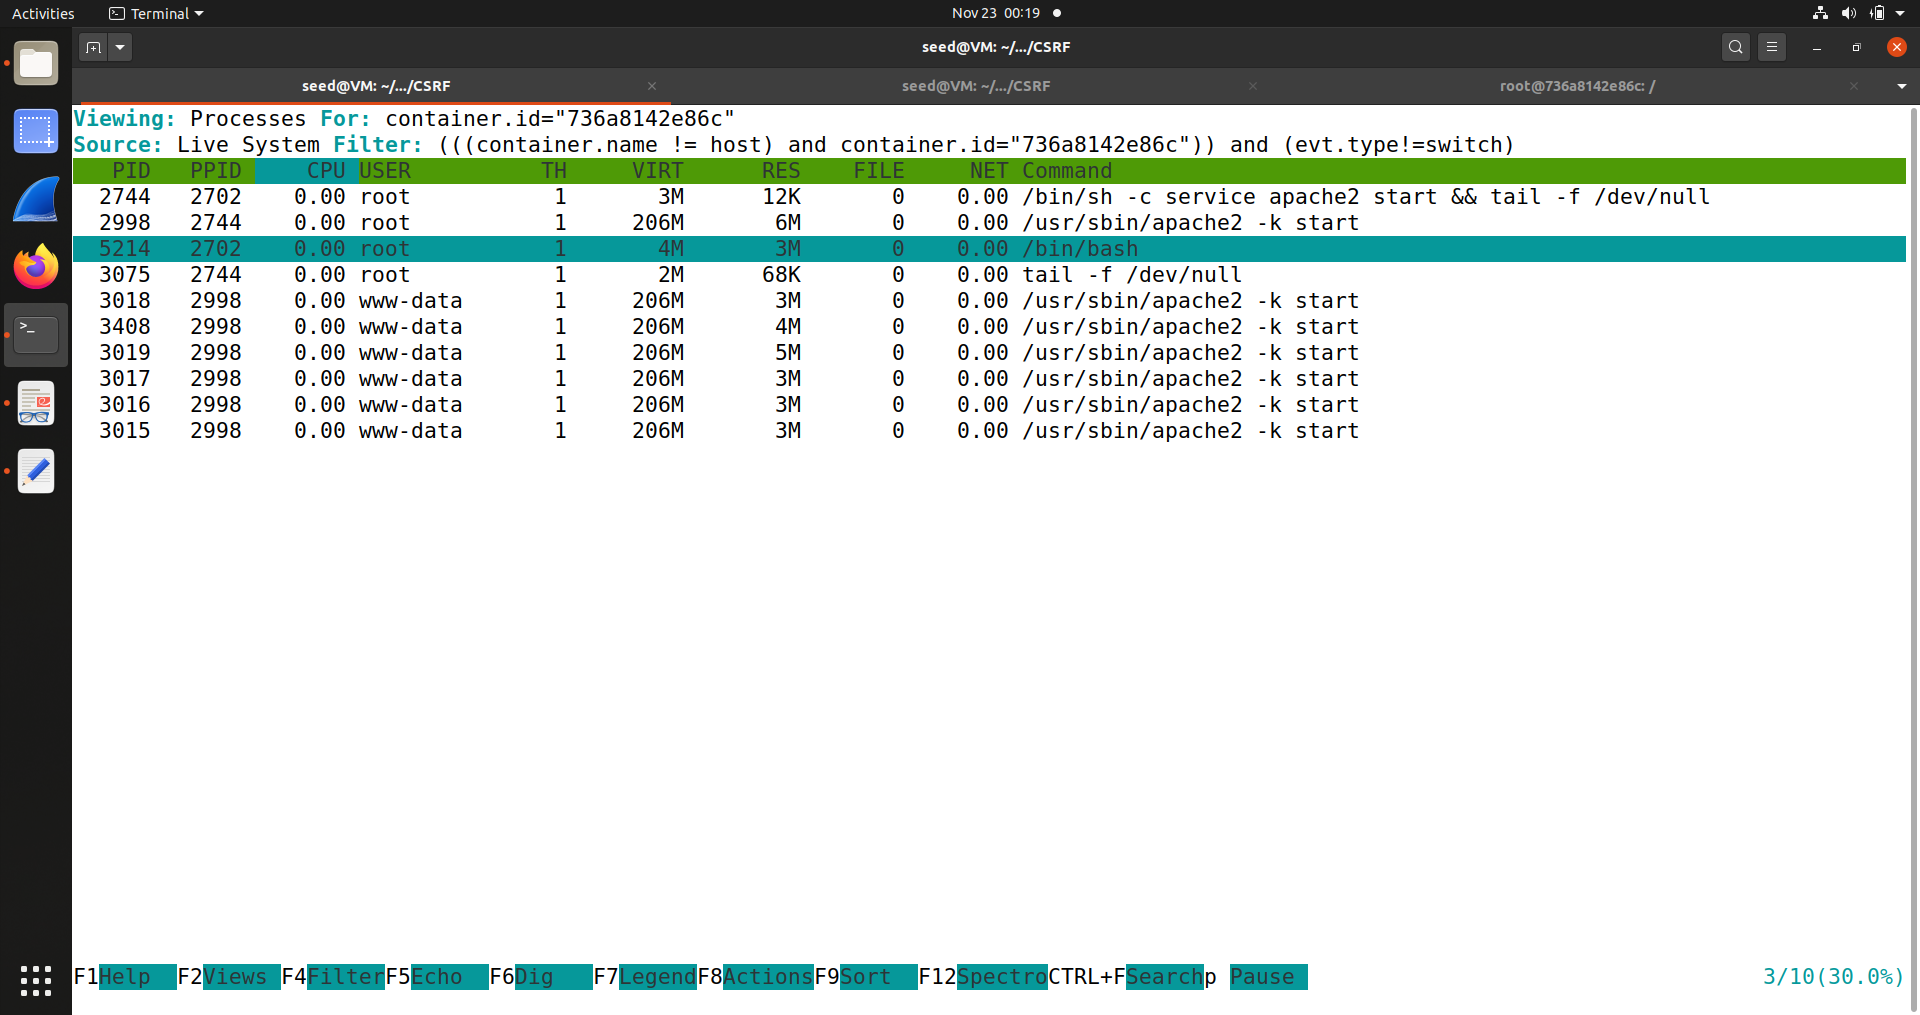 Activities Terminal Nov 23 00:19
seed@VM: ~/.../CSRF
seed@VM: ~/.../CSRF seed@VM: ~/.../CSRF root@736a8142e86c: /
Viewing: Processes For: container.id="736a8142e86c"
Source: Live System Filter: (((container.name != host) and container.id="736a8142e86c")) and (evt.type!=switch)
PID PPID CPU USER TH VIRT RES FILE NET Command
2744 2702 0.00 root 1 3M 12K 0 0.00 /bin/sh -c service apache2 start && tail -f /dev/null
2998 2744 0.00 root 1 206M 6M 0 0.00 /usr/sbin/apache2 -k start
5214 2702 0.00 root 1 4M 3M 0 0.00 /bin/bash
3075 2744 0.00 root 1 2M 68K 0 0.00 tail -f /dev/null
3018 2998 0.00 www-data 1 206M 3M 0 0.00 /usr/sbin/apache2 -k start
3408 2998 0.00 www-data 1 206M 4M 0 0.00 /usr/sbin/apache2 -k start
3019 2998 0.00 www-data 1 206M 5M 0 0.00 /usr/sbin/apache2 -k start
3017 2998 0.00 www-data 1 206M 3M 0 0.00 /usr/sbin/apache2 -k start
3016 2998 0.00 www-data 1 206M 3M 0 0.00 /usr/sbin/apache2 -k start
3015 2998 0.00 www-data 1 206M 3M 0 0.00 /usr/sbin/apache2 -k start
F1Help F2Views F4FilterF5Echo F6Dig F7LegendF8ActionsF9Sort F12SpectroCTRL+FSearchp Pause 3/10(30.0%)